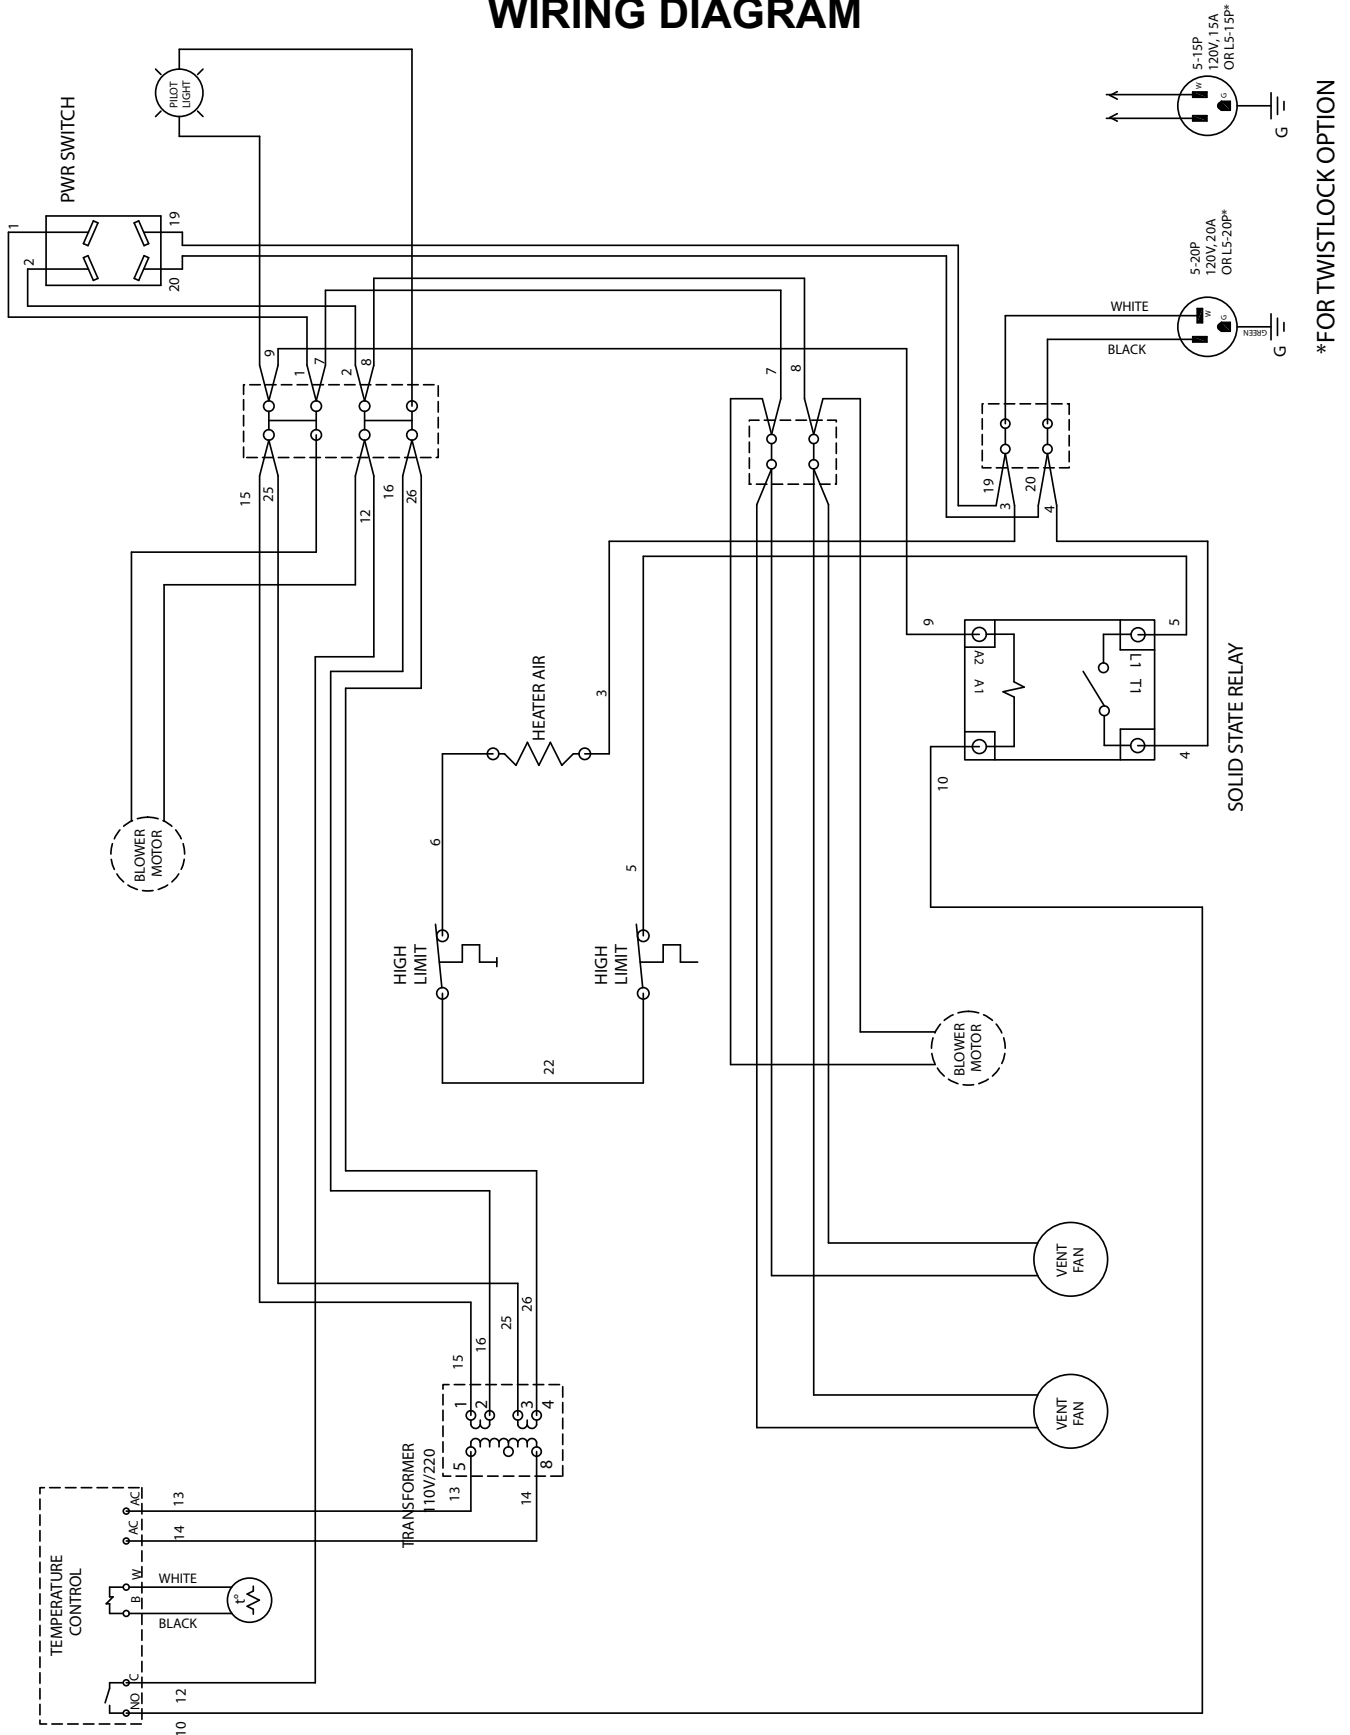 WIRING DIAGRAM
PILOT
LIGHT
PWR SWITCH
1
2
19
20
5-15P
120V, 15A
OR L5-15P*
W
G
G
*FOR TWISTLOCK OPTION
5-20P
120V, 20A
OR L5-20P*
WHITE
BLACK
W
G
GREEN
G
9
1
7
2
8
15
25
12
16
26
7
8
19
3
20
4
BLOWER
MOTOR
HEATER AIR
3
6
HIGH
LIMIT
HIGH
LIMIT
5
22
9
A2
A1
L1
T1
5
4
10
SOLID STATE RELAY
BLOWER
MOTOR
VENT
FAN
VENT
FAN
15
16
25
26
1
2
3
4
5
8
13
14
TRANSFORMER
110V/220
TEMPERATURE
CONTROL
AC
13
AC
14
W
WHITE
B
BLACK
t°
C
12
NO
10